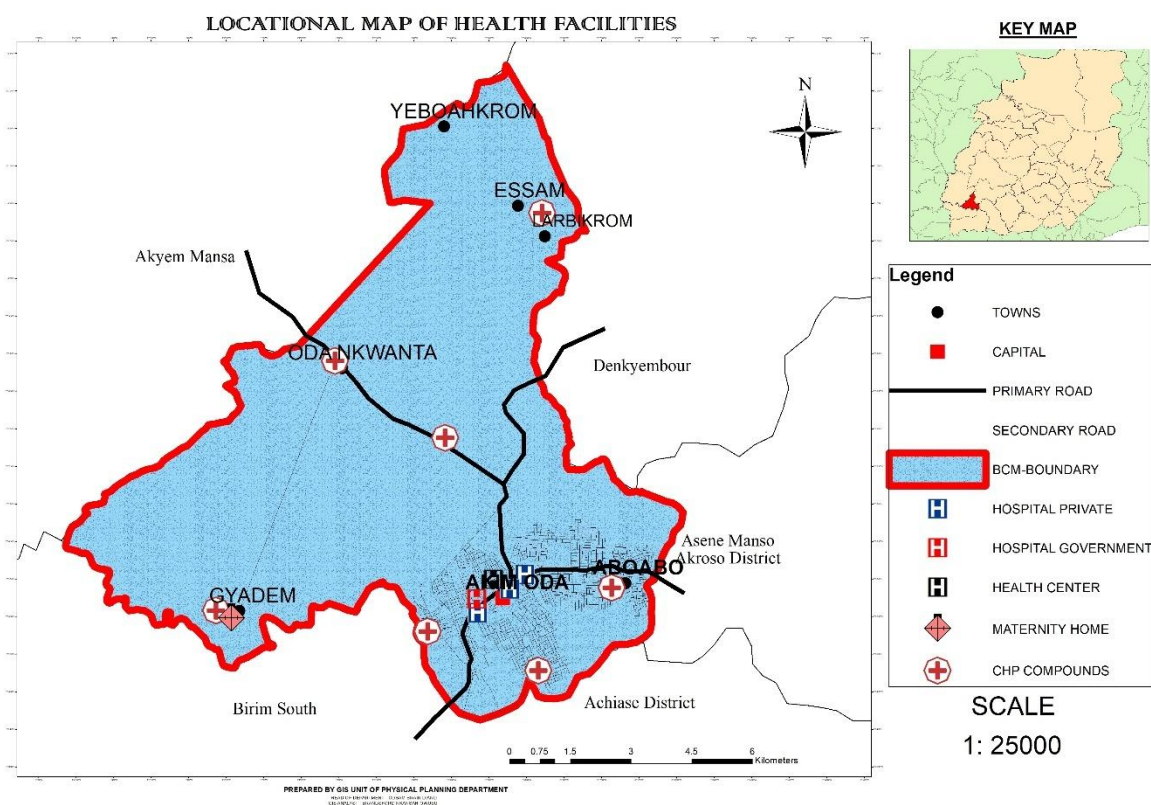 LOCATIONAL MAP OF HEALTH FACILITIES
KEY MAP
N
YEBOAHKROM
ESSAM
LARBIKROM
Akyem Mansa
ODA NKWANTA
Denkyembour
Asene Manso
Akroso District
AKIM ODA
ABOABO
GYADEM
Birim South
Achiase District
Legend
TOWNS
CAPITAL
PRIMARY ROAD
SECONDARY ROAD
BCM-BOUNDARY
HOSPITAL PRIVATE
HOSPITAL GOVERNMENT
HEALTH CENTER
MATERNITY HOME
CHP COMPOUNDS
SCALE
1: 25000
0 0.75 1.5 3 4.5 6
Kilometers
PREPARED BY GIS UNIT OF PHYSICAL PLANNING DEPARTMENT